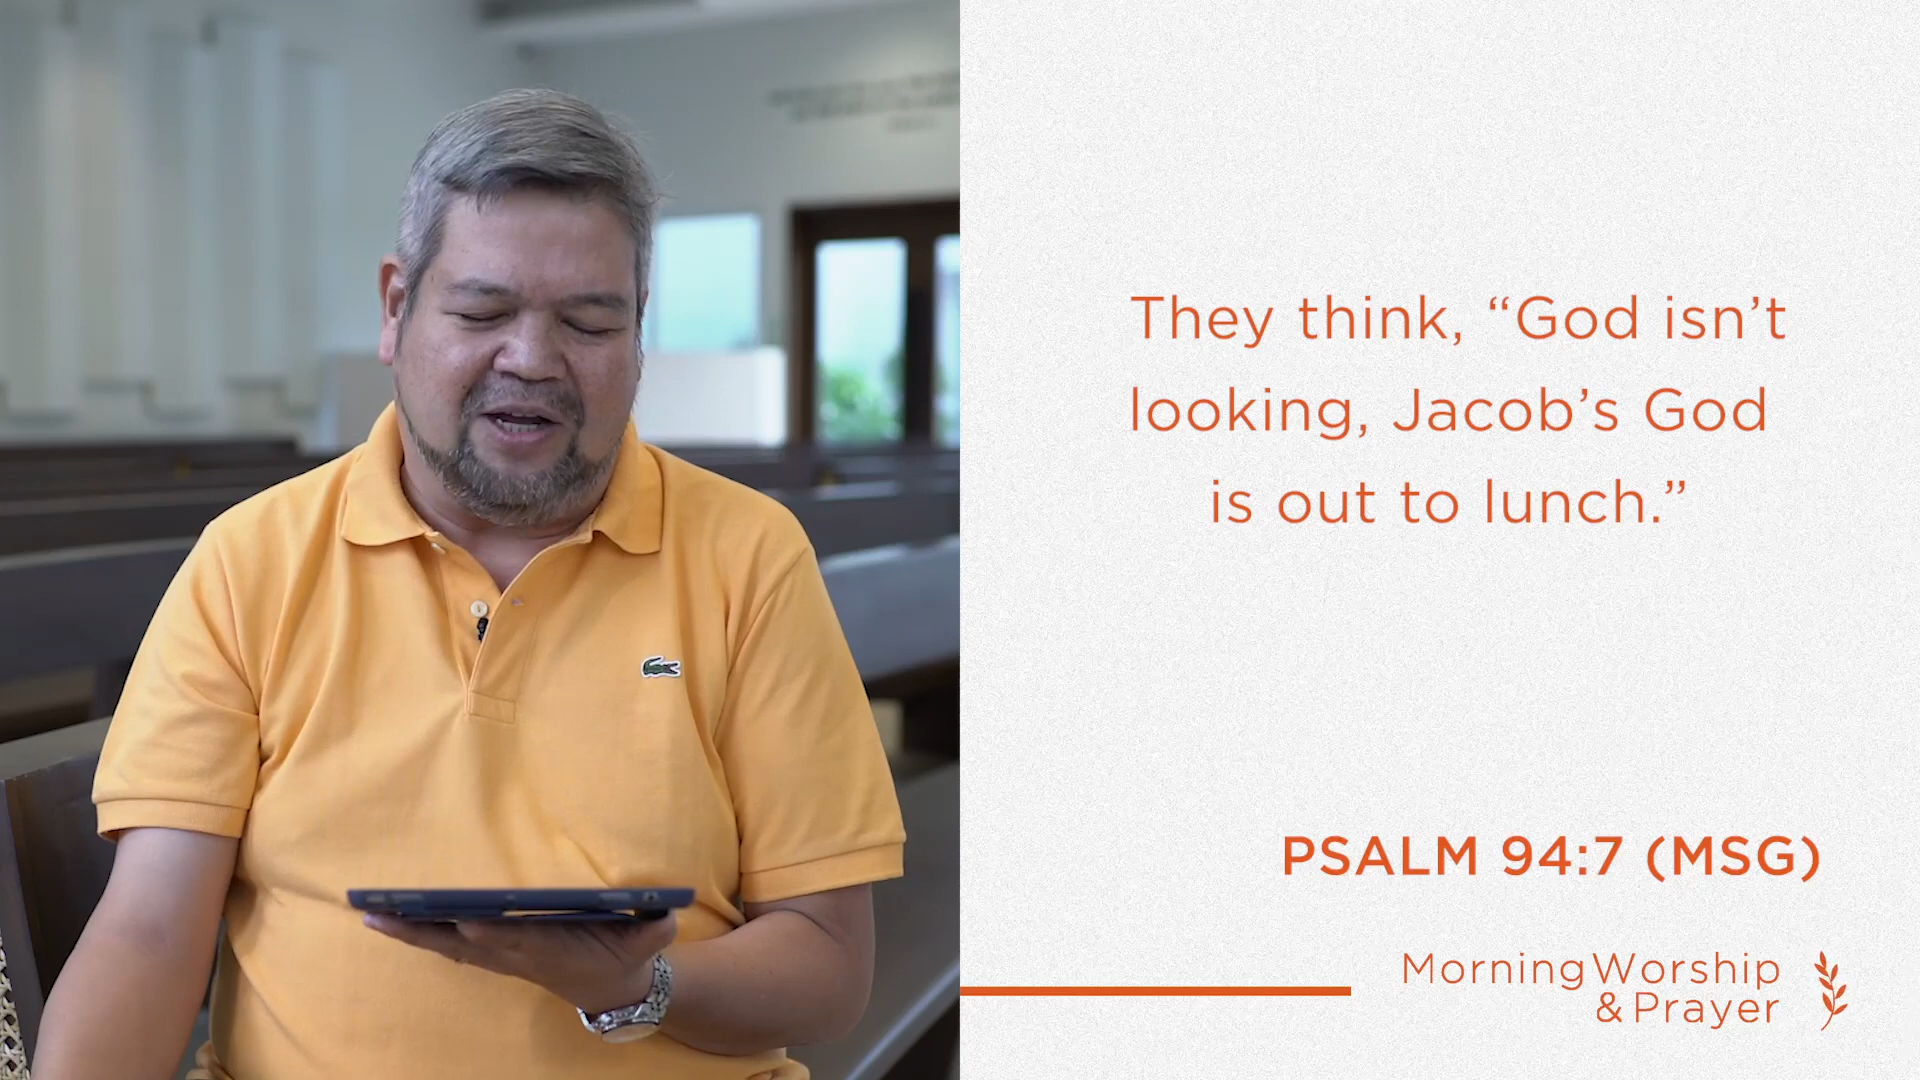 They think, “God isn’t
looking, Jacob’s God
is out to lunch.”
PSALM 94:7 (MSG)
Morning Worship
& Prayer